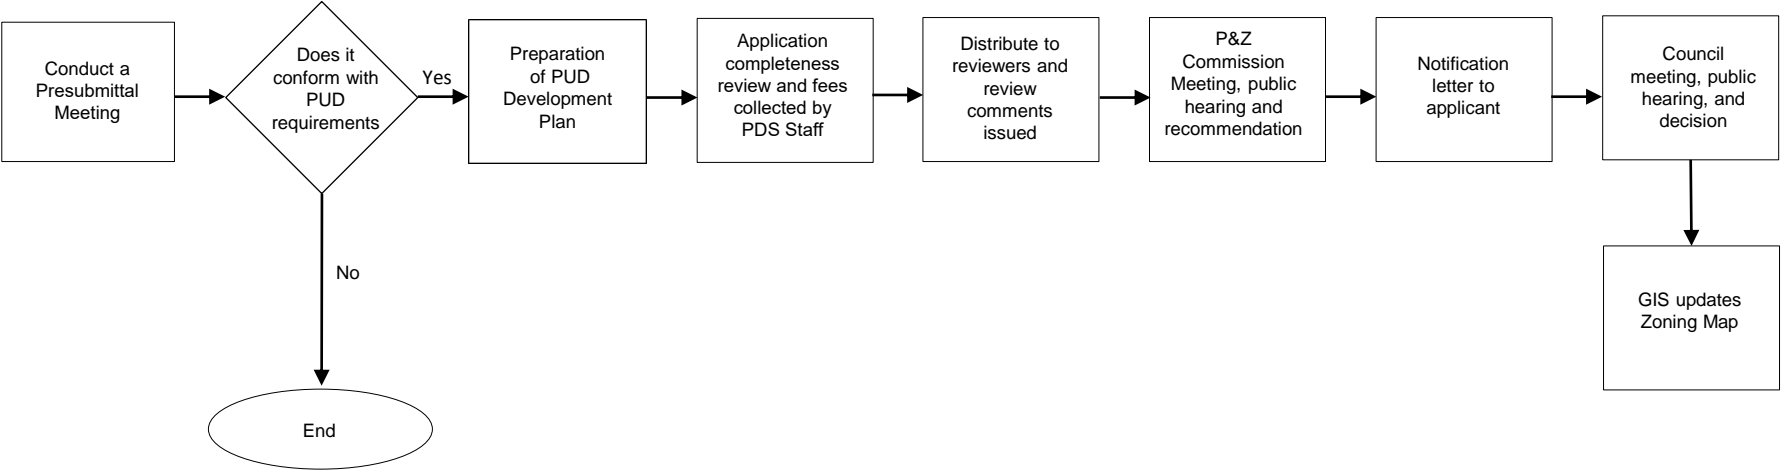 Conduct a
Presubmittal
Meeting
Does it
conform with
PUD
requirements
Yes
No
End
Preparation
of PUD
Development
Plan
Application
completeness
review and fees
collected by
PDS Staff
Distribute to
reviewers and
review
comments
issued
P&Z
Commission
Meeting, public
hearing and
recommendation
Notification
letter to
applicant
Council
meeting, public
hearing, and
decision
GIS updates
Zoning Map